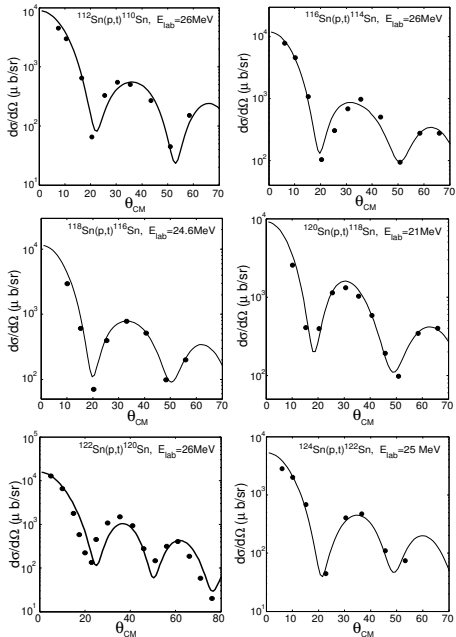 ¹¹²Sn(p,t)¹¹⁰Sn, E_lab=26MeV
dσ/dΩ (μ b/sr)
10⁴
10³
10²
10¹
0 10 20 30 40 50 60 70
θ_CM
¹¹⁶Sn(p,t)¹¹⁴Sn, E_lab=26MeV
dσ/dΩ (μ b/sr)
10⁴
10³
10²
0 10 20 30 40 50 60 70
θ_CM
¹¹⁸Sn(p,t)¹¹⁶Sn, E_lab=24.6MeV
dσ/dΩ (μ b/sr)
10⁴
10³
10²
0 10 20 30 40 50 60 70
θ_CM
¹²⁰Sn(p,t)¹¹⁸Sn, E_lab=21MeV
dσ/dΩ (μ b/sr)
10⁴
10³
10²
0 10 20 30 40 50 60 70
θ_CM
¹²²Sn(p,t)¹²⁰Sn, E_lab=26MeV
dσ/dΩ (μ b/sr)
10⁵
10⁴
10³
10²
10¹
0 10 20 30 40 50 60 70 80
θ_CM
¹²⁴Sn(p,t)¹²²Sn, E_lab=25 MeV
dσ/dΩ (μ b/sr)
10⁴
10³
10²
10¹
0 10 20 30 40 50 60 70
θ_CM